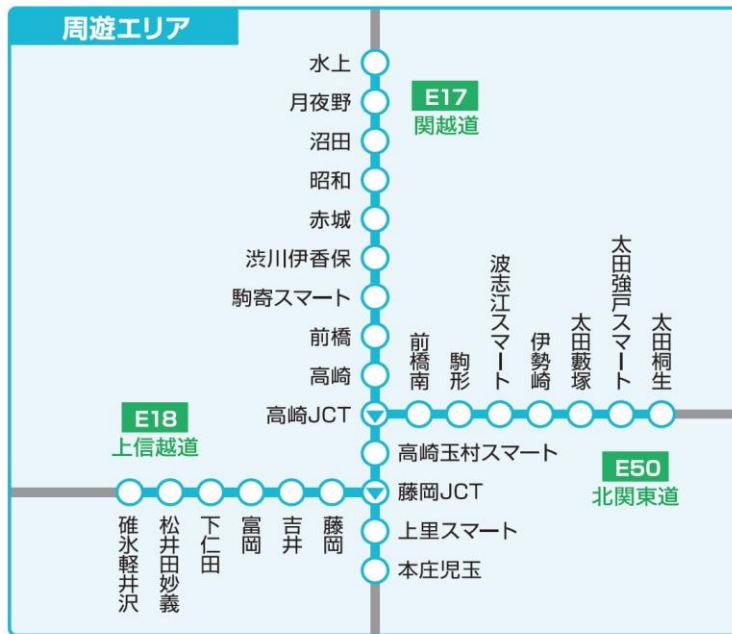 周遊エリア
水上
月夜野
沼田
昭和
赤城
渋川伊香保
駒寄スマート
前橋
高崎
高崎JCT
E17
関越道
前橋南
駒形
波志江スマート
伊勢崎
太田藪塚
太田強戸スマート
太田桐生
E50
北関東道
高崎玉村スマート
藤岡JCT
上里スマート
本庄児玉
E18
上信越道
碓氷軽井沢
松井田妙義
下仁田
富岡
吉井
藤岡